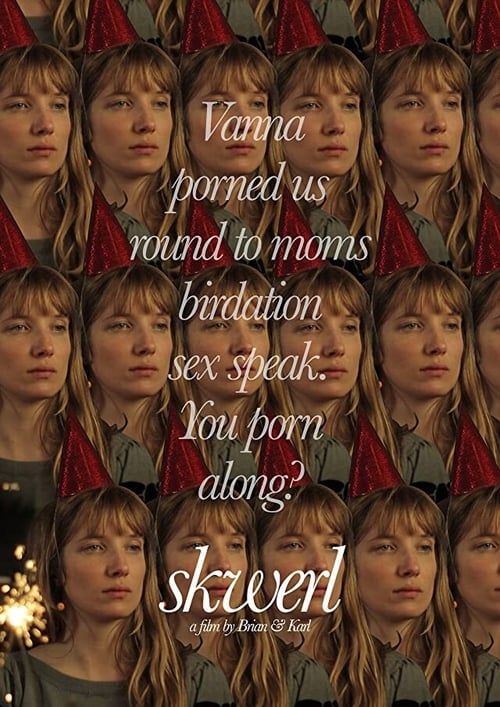 Vanna
porned us
round to moms
birdation
sex speak.
You porn
along?
skwerl
a film by Brian & Karl